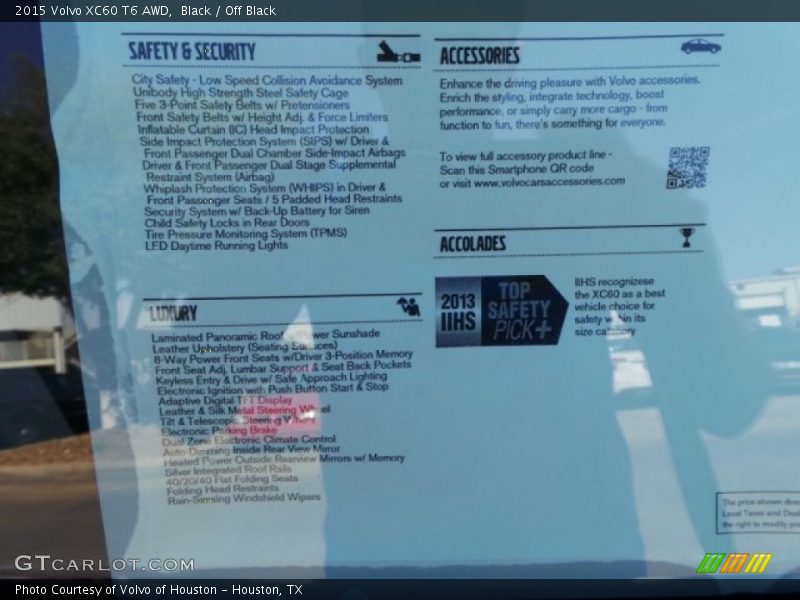 2015 Volvo XC60 T6 AWD, Black / Off Black
SAFETY & SECURITY
City Safety - Low Speed Collision Avoidance System
Unibody High Strength Steel Safety Cage
Five 3-Point Safety Belts w/ Pretensioners
Front Safety Belts w/ Height Adj. & Force Limiters
Inflatable Curtain (IC) Head Impact Protection
Side Impact Protection System (SIPS) w/ Driver &
Front Passenger Dual Chamber Side-Impact Airbags
Driver & Front Passenger Dual Stage Supplemental
Restraint System (Airbag)
Whiplash Protection System (WHIPS) in Driver &
Front Passenger Seats / 5 Padded Head Restraints
Security System w/ Back-Up Battery for Siren
Child Safety Locks in Rear Doors
Tire Pressure Monitoring System (TPMS)
LED Daytime Running Lights
LUXURY
Laminated Panoramic Roof w/Power Sunshade
Leather Upholstery (Seating Surfaces)
8-Way Power Front Seats w/Driver 3-Position Memory
Front Seat Adj. Lumbar Support & Seat Back Pockets
Keyless Entry & Drive w/ Safe Approach Lighting
Electronic Ignition with Push Button Start & Stop
Adaptive Digital TFT Display
Leather & Silk Metal Steering Wheel
Tilt & Telescopic Steering Wheel
Electronic Parking Brake
Dual Zone Electronic Climate Control
Auto-Dimming Inside Rear View Mirror
Heated Power Outside Rearview Mirrors w/ Memory
Silver Integrated Roof Rails
40/20/40 Flat Folding Seats
Folding Head Restraints
Rain-Sensing Windshield Wipers
ACCESSORIES
Enhance the driving pleasure with Volvo accessories.
Enrich the styling, integrate technology, boost
performance, or simply carry more cargo - from
function to fun, there's something for everyone.
To view full accessory product line -
Scan this Smartphone QR code
or visit www.volvocarsaccessories.com
ACCOLADES
2013
IIHS
TOP
SAFETY
PICK+
IIHS recognizese
the XC60 as a best
vehicle choice for
safety within its
size category
The price shown does
Local Taxes and Deal
the right to modify pri
GTCARLOT.COM
Photo Courtesy of Volvo of Houston - Houston, TX